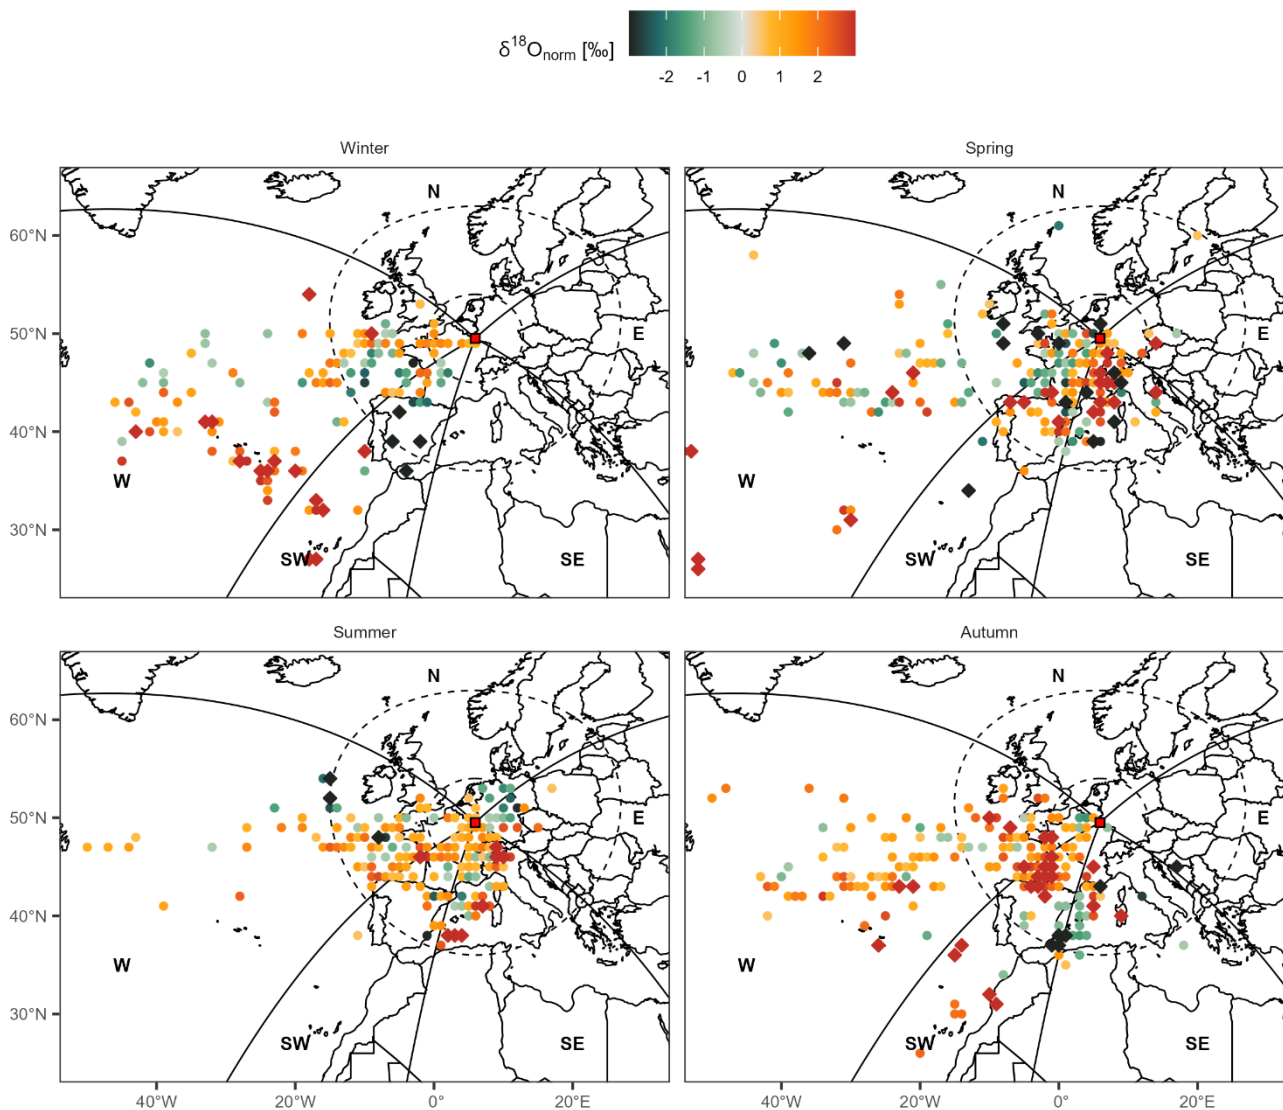 δ18Onorm [‰]
-2 -1 0 1 2
Winter Spring
N N
60°N
50°N E E
40°N
W W
30°N
SW SE SW SE
Summer Autumn
N N
60°N
50°N E E
40°N
W W
30°N
SW SE SW SE
40°W 20°W 0° 20°E 40°W 20°W 0° 20°E